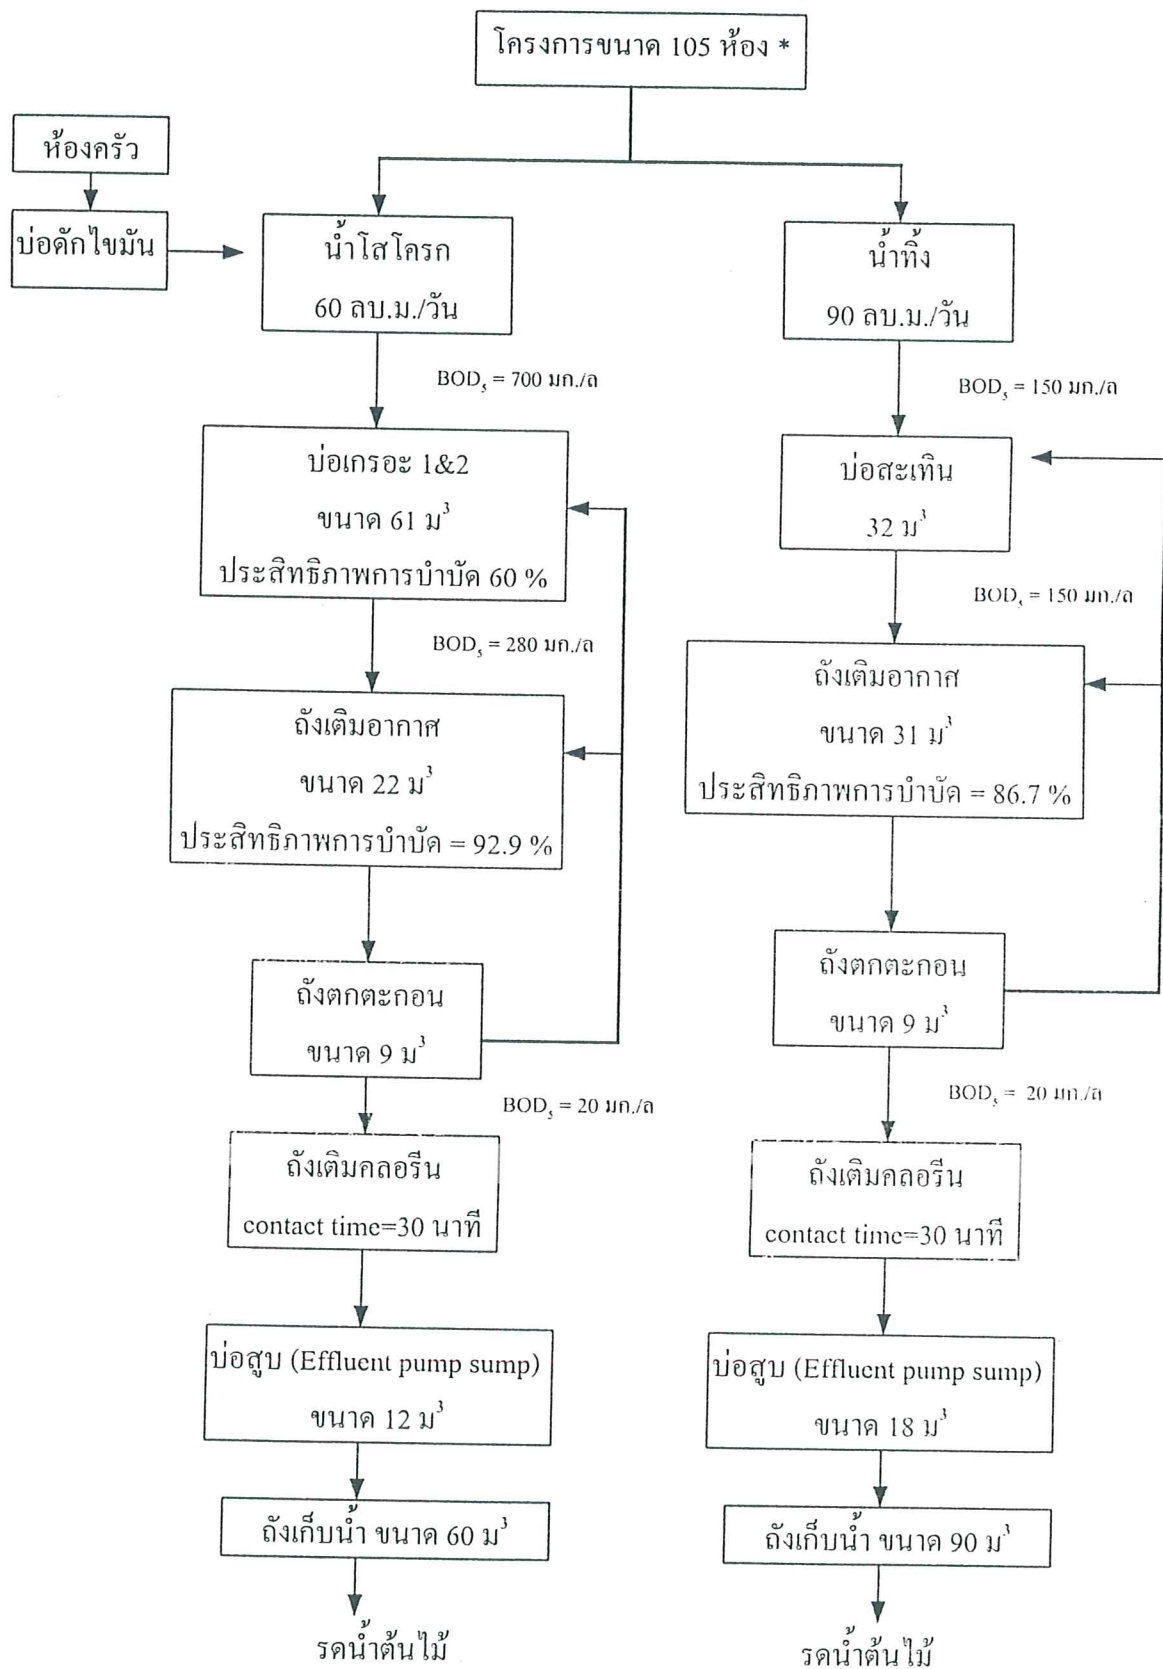 โครงการขนาด 105 ห้อง *
ห้องครัว
บ่อดักไขมัน
น้ำโสโครก
60 ลบ.ม./วัน
BOD₅ = 700 มก./ล
บ่อเกรอะ 1&2
ขนาด 61 ม³
ประสิทธิภาพการบำบัด 60 %
BOD₅ = 280 มก./ล
ถังเติมอากาศ
ขนาด 22 ม³
ประสิทธิภาพการบำบัด = 92.9 %
ถังตกตะกอน
ขนาด 9 ม³
BOD₅ = 20 มก./ล
ถังเติมคลอรีน
contact time=30 นาที
บ่อสูบ (Effluent pump sump)
ขนาด 12 ม³
ถังเก็บน้ำ ขนาด 60 ม³
รดน้ำต้นไม้
น้ำทิ้ง
90 ลบ.ม./วัน
BOD₅ = 150 มก./ล
บ่อสะเทิน
32 ม³
BOD₅ = 150 มก./ล
ถังเติมอากาศ
ขนาด 31 ม³
ประสิทธิภาพการบำบัด = 86.7 %
ถังตกตะกอน
ขนาด 9 ม³
BOD₅ = 20 มก./ล
ถังเติมคลอรีน
contact time=30 นาที
บ่อสูบ (Effluent pump sump)
ขนาด 18 ม³
ถังเก็บน้ำ ขนาด 90 ม³
รดน้ำต้นไม้